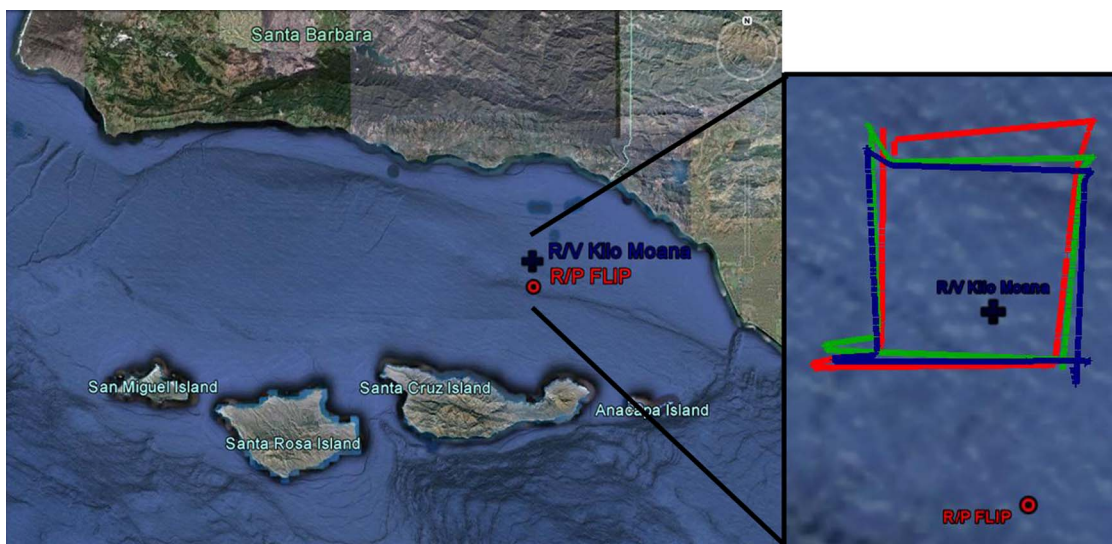 Santa Barbara
N
R/V Kilo Moana
R/P FLIP
San Miguel Island
Santa Cruz Island
Anacapa Island
Santa Rosa Island
R/V Kilo Moana
R/P FLIP